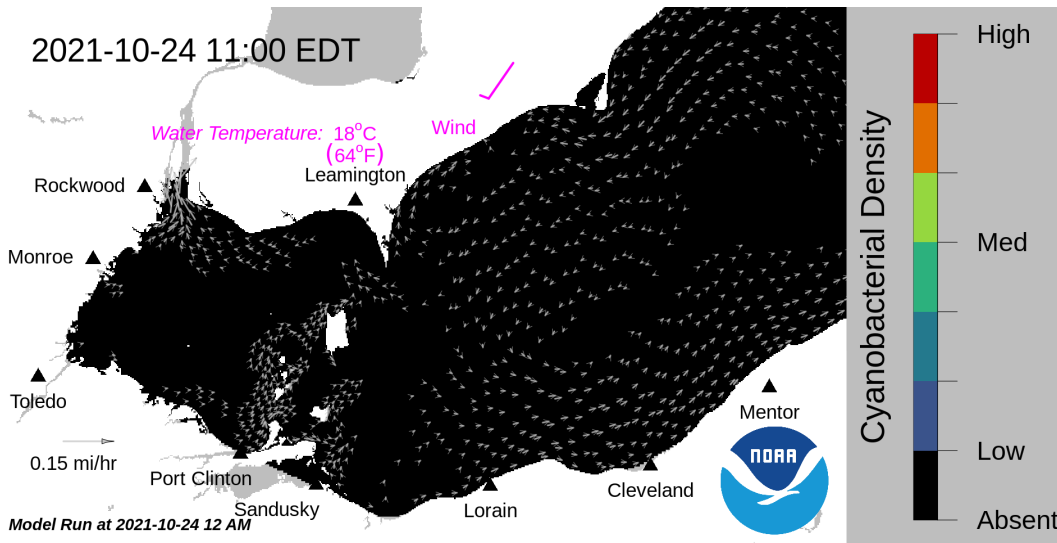 2021-10-24 11:00 EDT
High
Wind
Water Temperature: 18°C
(64°F)
Leamington
Rockwood
Cyanobacterial Density
Monroe
Med
Toledo
Mentor
0.15 mi/hr
NOAA
Low
Port Clinton
Cleveland
Sandusky
Lorain
Model Run at 2021-10-24 12 AM
Absent